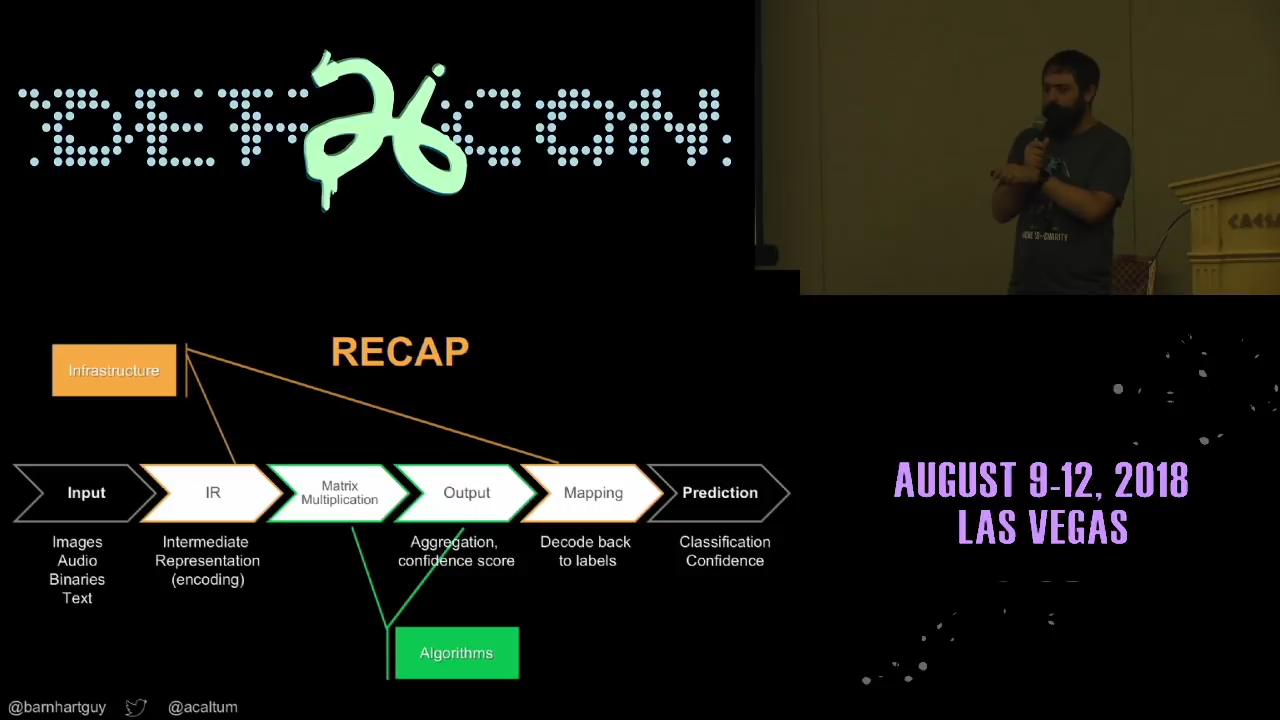 DEF 26 CON
RECAP
Infrastructure
Input
IR
Matrix
Multiplication
Output
Mapping
Prediction
Images
Audio
Binaries
Text
Intermediate
Representation
(encoding)
Aggregation,
confidence score
Decode back
to labels
Classification
Confidence
Algorithms
@barnhartguy
@acaltum
AUGUST 9-12, 2018
LAS VEGAS